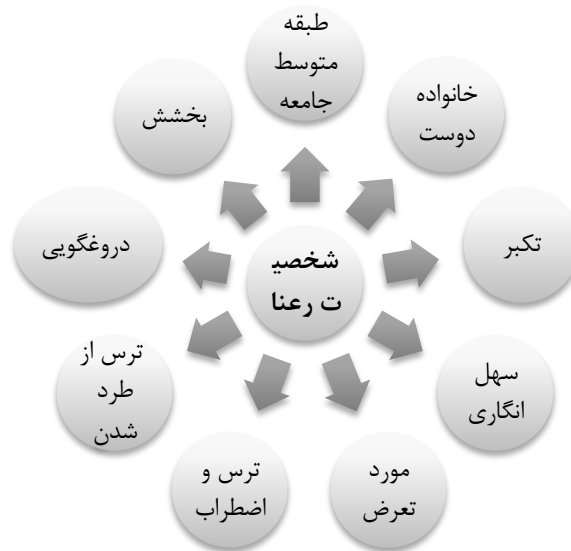 طبقه
متوسط
جامعه
خانواده
دوست
تکبر
سهل
انگاری
مورد
تعرض
ترس و
اضطراب
ترس از
طرد
شدن
دروغگویی
بخشش
شخصی
ت رعنا